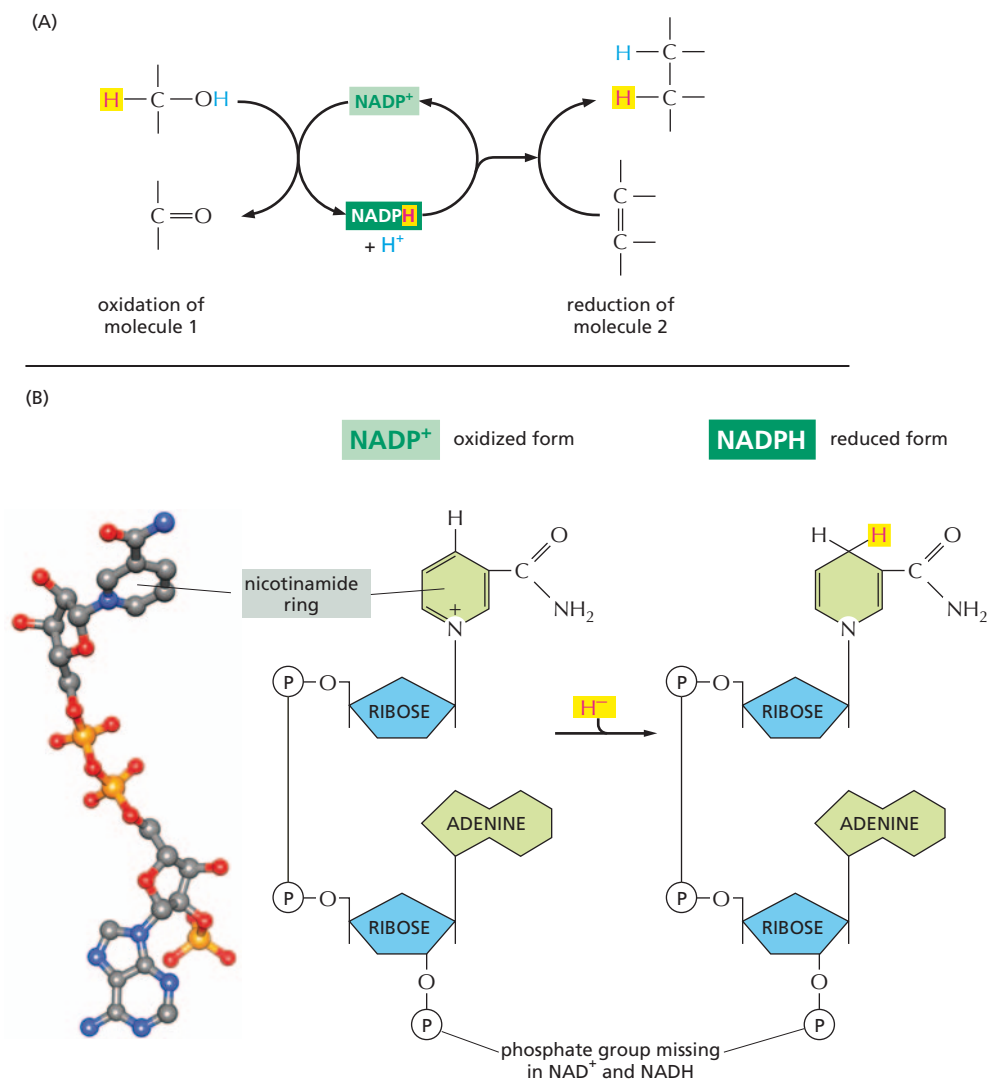 (A)
H—C—OH
NADP⁺
H—C—
H—C—
C=O
NADPH
+ H⁺
C—
C—
oxidation of
molecule 1
reduction of
molecule 2
(B)
NADP⁺ oxidized form
NADPH reduced form
nicotinamide
ring
H
O
C
NH₂
+
N
H H
O
C
NH₂
N
P—O
RIBOSE
H⁻
P—O
RIBOSE
ADENINE
ADENINE
P—O
RIBOSE
P—O
RIBOSE
O
O
P
P
phosphate group missing
in NAD⁺ and NADH